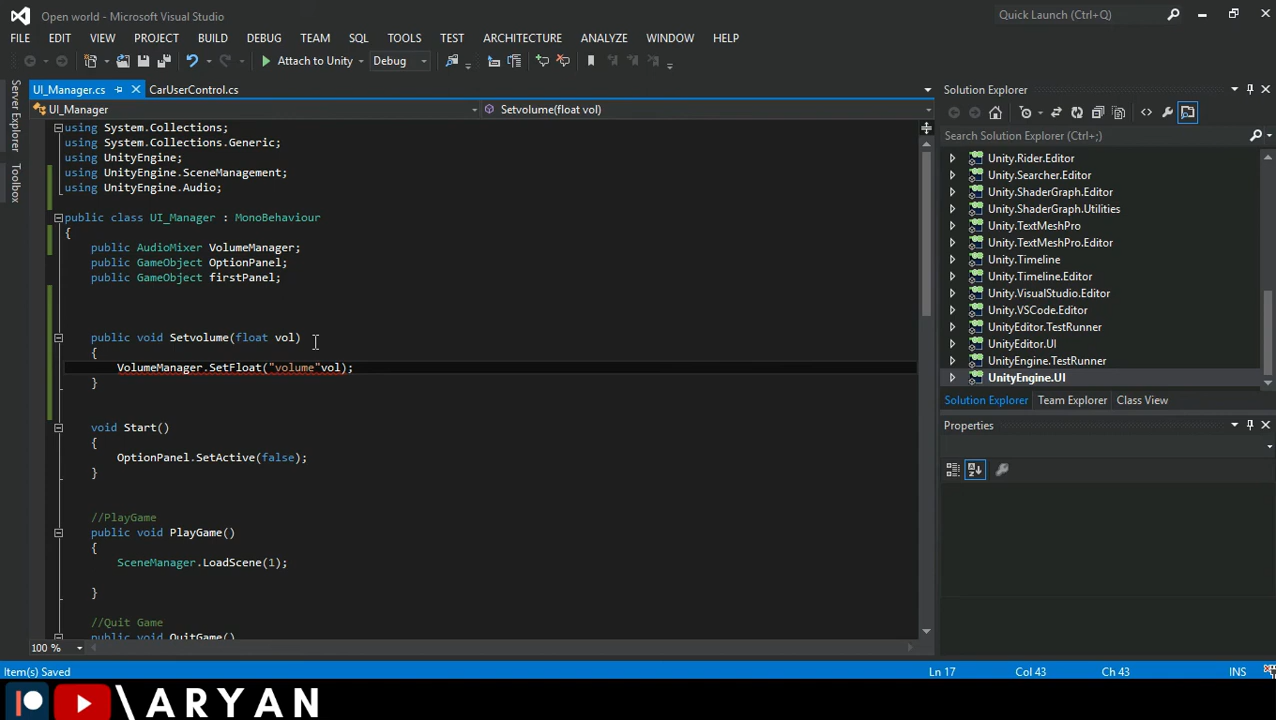 Open world - Microsoft Visual Studio
Quick Launch (Ctrl+Q)
FILE EDIT VIEW PROJECT BUILD DEBUG TEAM SQL TOOLS TEST ARCHITECTURE ANALYZE WINDOW HELP
Attach to Unity Debug
Server Explorer
Toolbox
UI_Manager.cs CarUserControl.cs
UI_Manager Setvolume(float vol)
using System.Collections;
using System.Collections.Generic;
using UnityEngine;
using UnityEngine.SceneManagement;
using UnityEngine.Audio;
public class UI_Manager : MonoBehaviour
{
public AudioMixer VolumeManager;
public GameObject OptionPanel;
public GameObject firstPanel;
public void Setvolume(float vol)
{
VolumeManager.SetFloat("volume"vol);
}
void Start()
{
OptionPanel.SetActive(false);
}
//PlayGame
public void PlayGame()
{
SceneManager.LoadScene(1);
}
//Quit Game
public void QuitGame()
100 %
Solution Explorer
Search Solution Explorer (Ctrl+;)
Unity.Rider.Editor
Unity.Searcher.Editor
Unity.ShaderGraph.Editor
Unity.ShaderGraph.Utilities
Unity.TextMeshPro
Unity.TextMeshPro.Editor
Unity.Timeline
Unity.Timeline.Editor
Unity.VisualStudio.Editor
Unity.VSCode.Editor
UnityEditor.TestRunner
UnityEditor.UI
UnityEngine.TestRunner
UnityEngine.UI
Solution Explorer Team Explorer Class View
Properties
Item(s) Saved Ln 17 Col 43 Ch 43 INS
\ARYAN